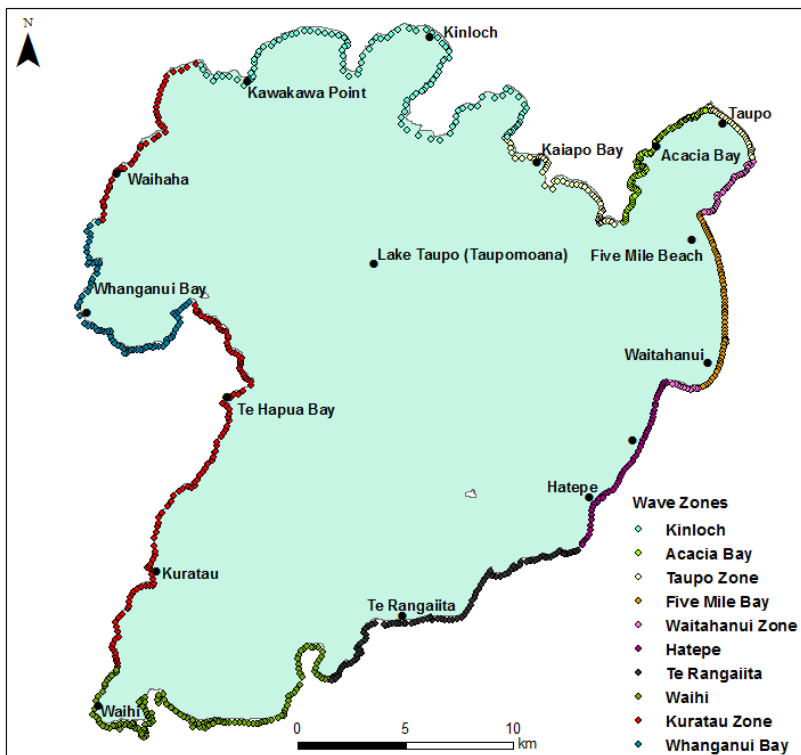 N
Kinloch
Kawakawa Point
Taupo
Kaiapo Bay
Acacia Bay
Waihaha
Lake Taupo (Taupomoana)
Five Mile Beach
Whanganui Bay
Waitahanui
Te Hapua Bay
Hatepe
Kuratau
Te Rangaiita
Waihi
Wave Zones
Kinloch
Acacia Bay
Taupo Zone
Five Mile Bay
Waitahanui Zone
Hatepe
Te Rangaiita
Waihi
Kuratau Zone
Whanganui Bay
0 5 10
km